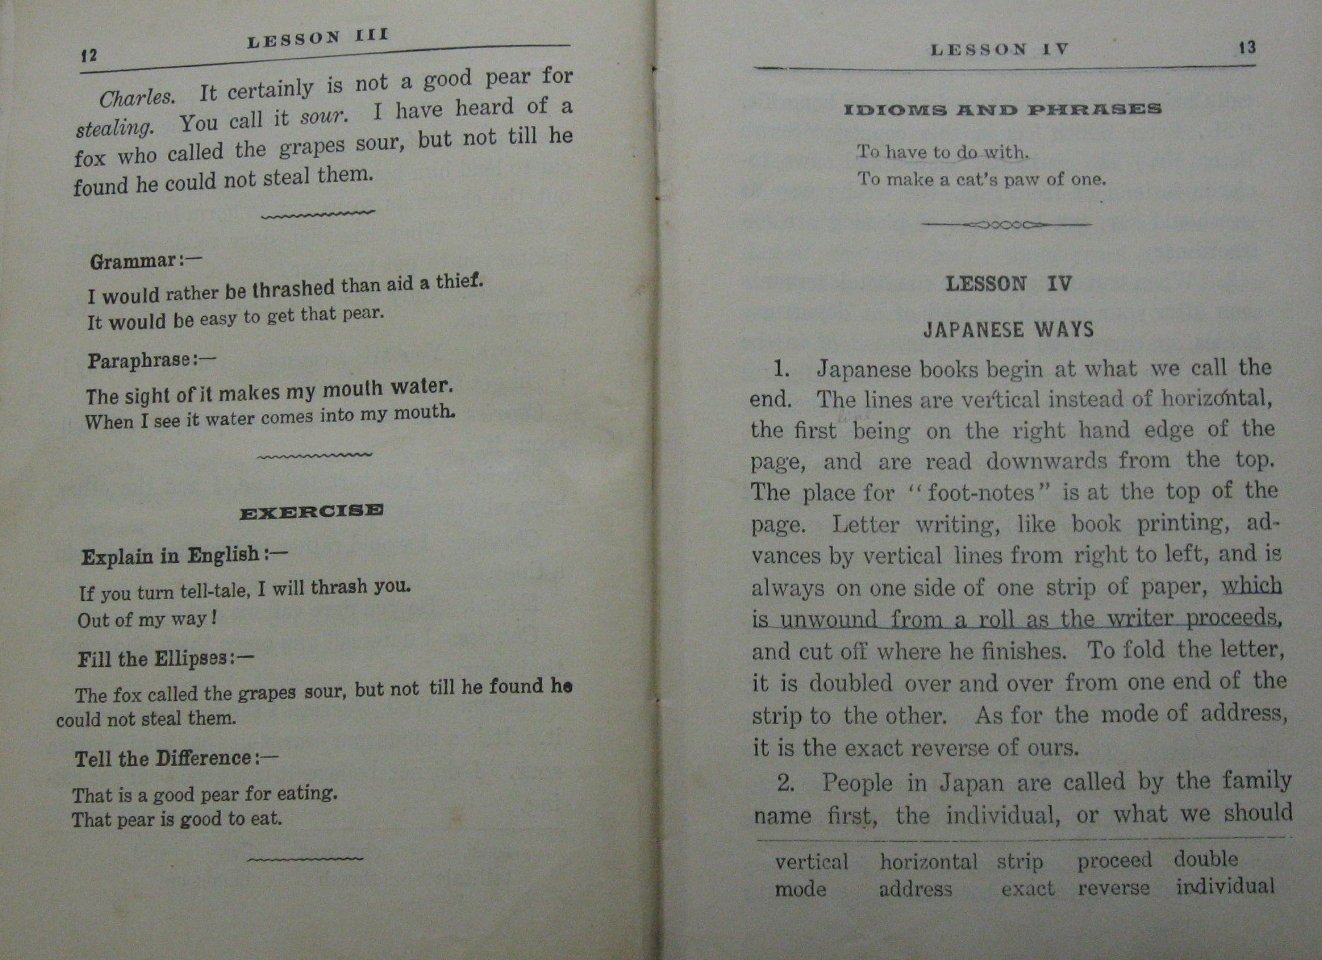 12
LESSON III
Charles. It certainly is not a good pear for
stealing. You call it sour. I have heard of a
fox who called the grapes sour, but not till he
found he could not steal them.
Grammar:—
I would rather be thrashed than aid a thief.
It would be easy to get that pear.
Paraphrase:—
The sight of it makes my mouth water.
When I see it water comes into my mouth.
EXERCISE
Explain in English:—
If you turn tell-tale, I will thrash you.
Out of my way!
Fill the Ellipses:—
The fox called the grapes sour, but not till he found he
could not steal them.
Tell the Difference:—
That is a good pear for eating.
That pear is good to eat.
LESSON IV
13
IDIOMS AND PHRASES
To have to do with.
To make a cat's paw of one.
LESSON IV
JAPANESE WAYS
1. Japanese books begin at what we call the
end. The lines are vertical instead of horizontal,
the first being on the right hand edge of the
page, and are read downwards from the top.
The place for "foot-notes" is at the top of the
page. Letter writing, like book printing, ad-
vances by vertical lines from right to left, and is
always on one side of one strip of paper, which
is unwound from a roll as the writer proceeds,
and cut off where he finishes. To fold the letter,
it is doubled over and over from one end of the
strip to the other. As for the mode of address,
it is the exact reverse of ours.
2. People in Japan are called by the family
name first, the individual, or what we should
vertical horizontal strip proceed double
mode address exact reverse individual